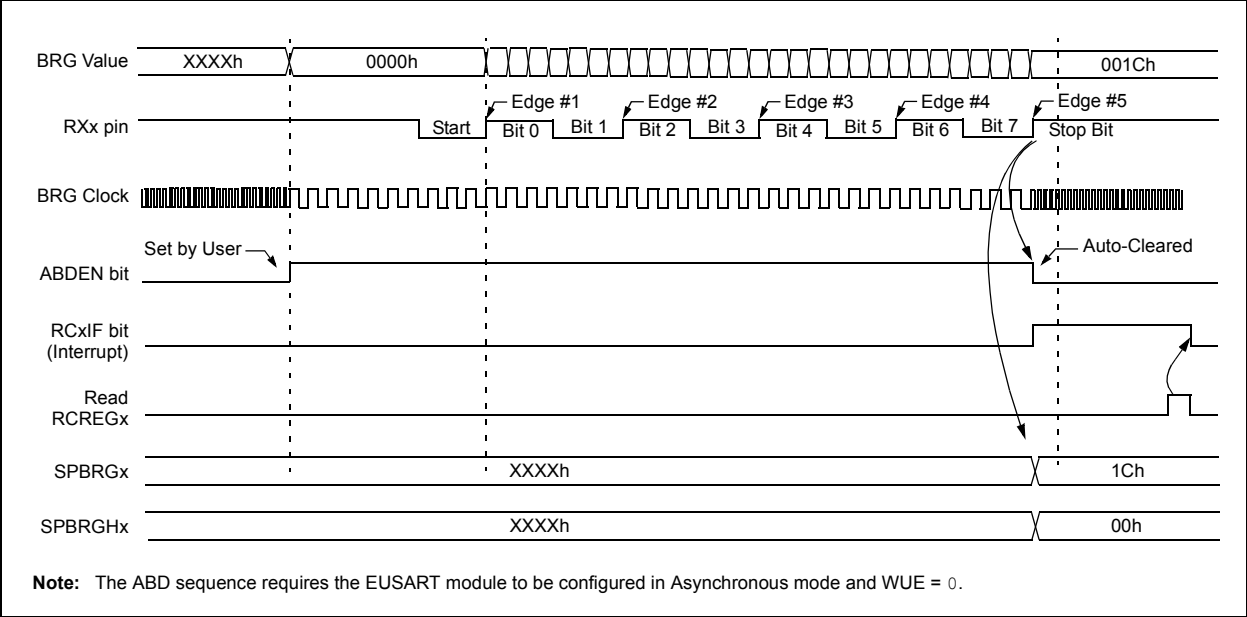 BRG Value XXXXh 0000h 001Ch
Edge #1 Edge #2 Edge #3 Edge #4 Edge #5
RXx pin Start Bit 0 Bit 1 Bit 2 Bit 3 Bit 4 Bit 5 Bit 6 Bit 7 Stop Bit
BRG Clock
Set by User Auto-Cleared
ABDEN bit
RCxIF bit
(Interrupt)
Read
RCREGx
SPBRGx XXXXh 1Ch
SPBRGHx XXXXh 00h
Note: The ABD sequence requires the EUSART module to be configured in Asynchronous mode and WUE = 0.